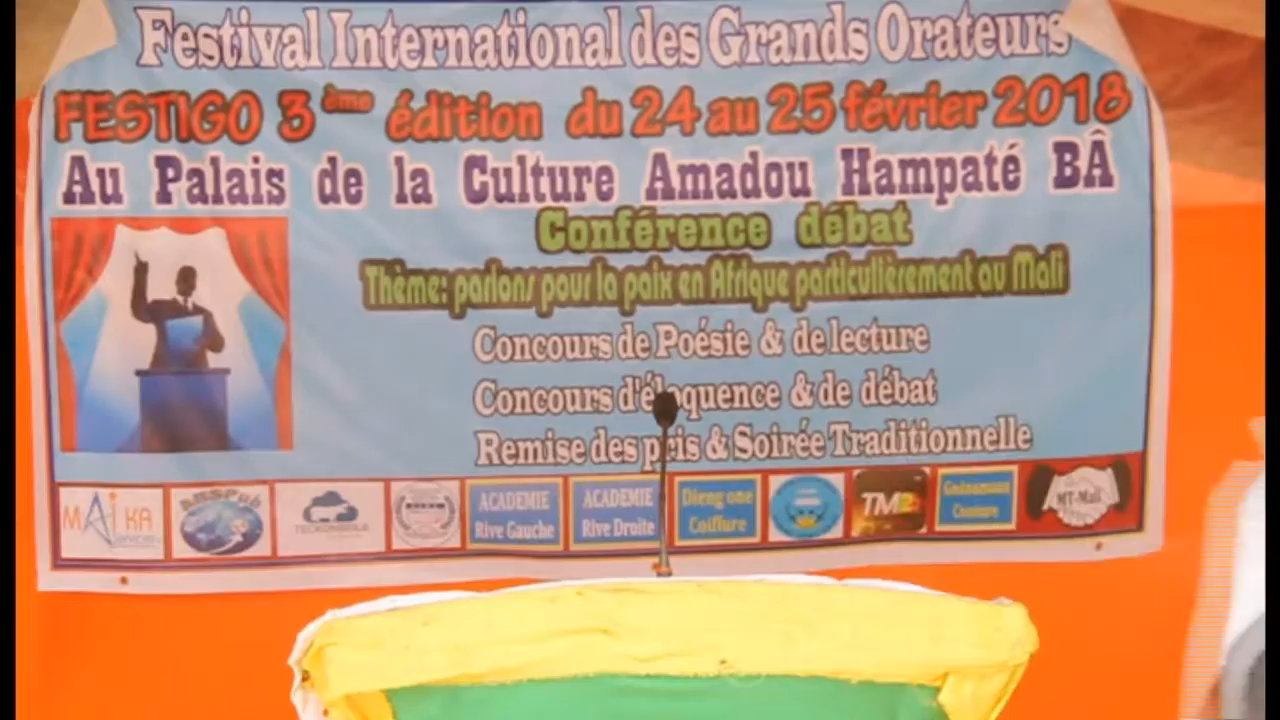 Festival International des Grands Orateurs
FESTIGO 3ème édition du 24 au 25 février 2018
Au Palais de la Culture Amadou Hampaté BÂ
Conférence débat
Thème: parlons pour la paix en Afrique particulièrement au Mali
Concours de Poésie & de lecture
Concours d'éloquence & de débat
Remise des pris & Soirée Traditionnelle
ACADEMIE
Rive Gauche
ACADEMIE
Rive Droite
Dieng one
Coiffure
TM2
MT-Mali